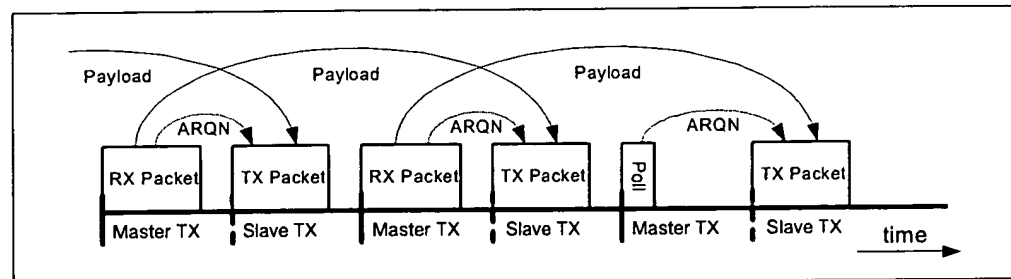 Payload
Payload
Payload
ARQN
ARQN
ARQN
RX Packet
TX Packet
RX Packet
TX Packet
Poll
TX Packet
Master TX
Slave TX
Master TX
Slave TX
Master TX
Slave TX
time